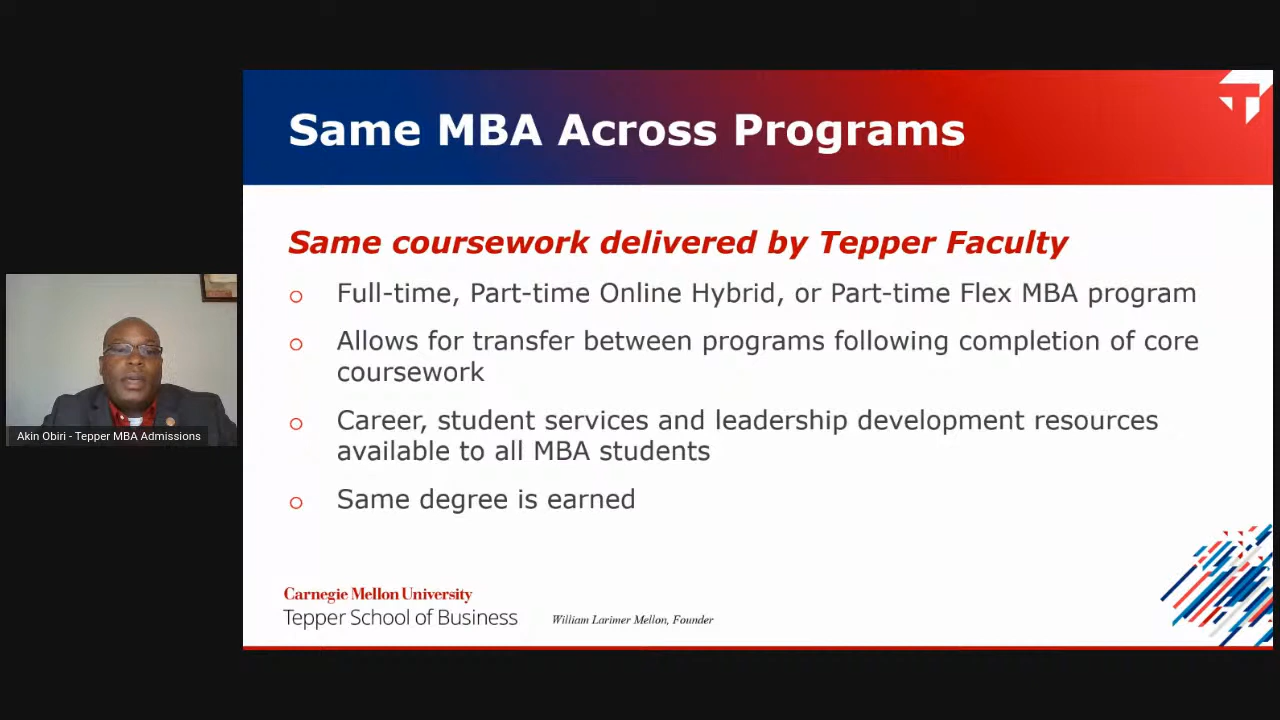 Same MBA Across Programs
Same coursework delivered by Tepper Faculty
Full-time, Part-time Online Hybrid, or Part-time Flex MBA program
Allows for transfer between programs following completion of core
coursework
Career, student services and leadership development resources
available to all MBA students
Same degree is earned
Carnegie Mellon University
Tepper School of Business
William Larimer Mellon, Founder
Akin Obiri - Tepper MBA Admissions